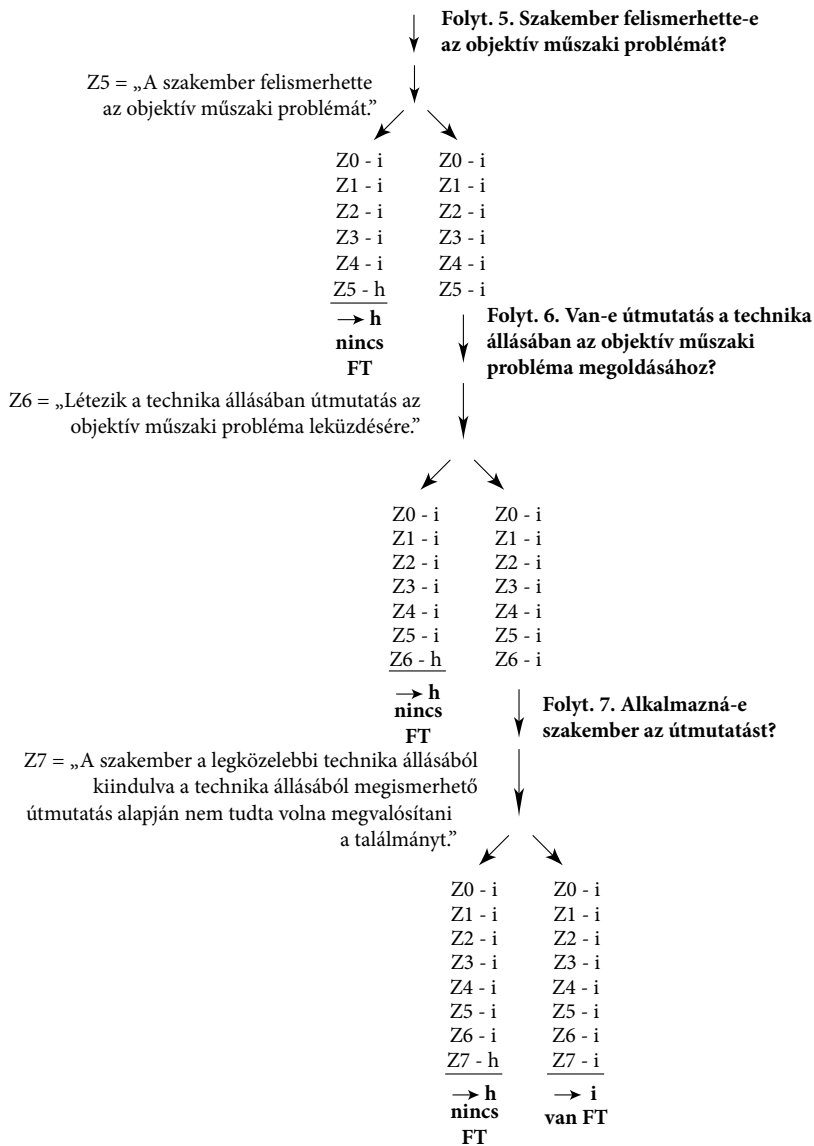 Folyt. 5. Szakember felismerhette-e
az objektív műszaki problémát?
Z5 = „A szakember felismerhette
az objektív műszaki problémát.”
Z0 - i Z0 - i
Z1 - i Z1 - i
Z2 - i Z2 - i
Z3 - i Z3 - i
Z4 - i Z4 - i
Z5 - h Z5 - i
→ h
nincs
FT
Folyt. 6. Van-e útmutatás a technika
állásában az objektív műszaki
probléma megoldásához?
Z6 = „Létezik a technika állásában útmutatás az
objektív műszaki probléma leküzdésére.”
Z0 - i Z0 - i
Z1 - i Z1 - i
Z2 - i Z2 - i
Z3 - i Z3 - i
Z4 - i Z4 - i
Z5 - i Z5 - i
Z6 - h Z6 - i
→ h
nincs
FT
Folyt. 7. Alkalmazná-e
szakember az útmutatást?
Z7 = „A szakember a legközelebbi technika állásából
kiindulva a technika állásából megismerhető
útmutatás alapján nem tudta volna megvalósítani
a találmányt.”
Z0 - i Z0 - i
Z1 - i Z1 - i
Z2 - i Z2 - i
Z3 - i Z3 - i
Z4 - i Z4 - i
Z5 - i Z5 - i
Z6 - i Z6 - i
Z7 - h Z7 - i
→ h → i
nincs van FT
FT